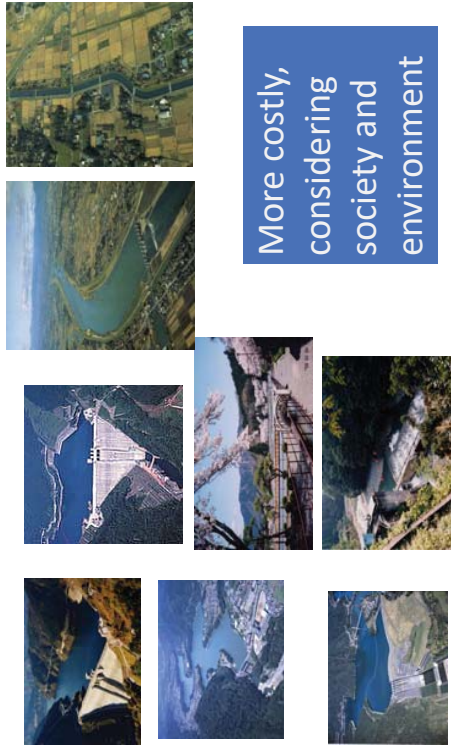 More costly,
considering
society and
environment